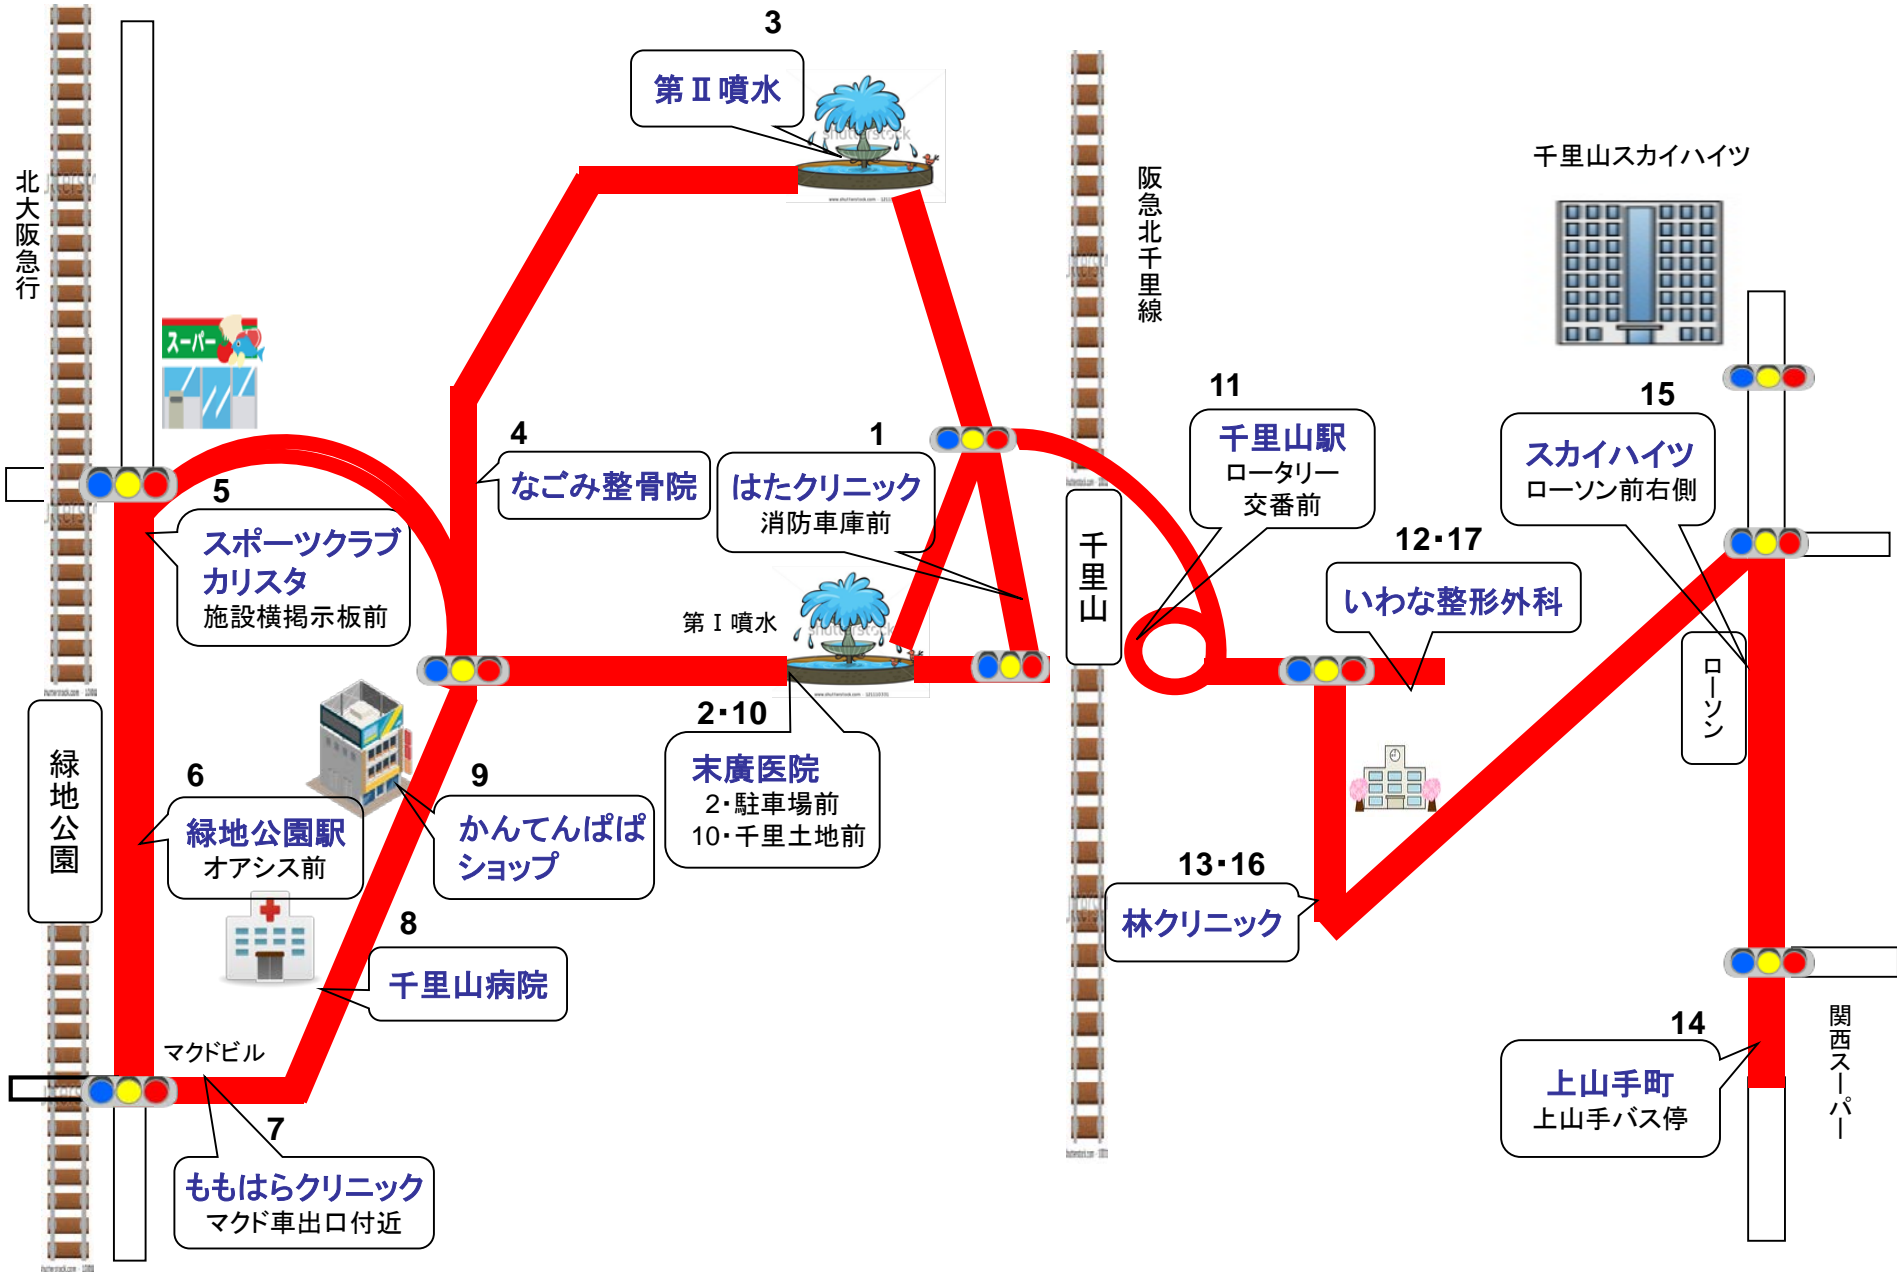 3
第Ⅱ噴水
北大阪急行
阪急北千里線
千里山スカイハイツ
スーパー
11
千里山駅
ロータリー
交番前
15
スカイハイツ
ローソン前右側
4
なごみ整骨院
1
はたクリニック
消防車庫前
5
スポーツクラブ
カリスタ
施設横掲示板前
千里山
12・17
いわな整形外科
第Ⅰ噴水
ローソン
2・10
末廣医院
2・駐車場前
10・千里土地前
緑地公園
6
緑地公園駅
オアシス前
9
かんてんぱぱ
ショップ
13・16
林クリニック
8
千里山病院
14
上山手町
上山手バス停
関西スーパー
マクドビル
7
ももはらクリニック
マクド車出口付近
shutterstock
shutterstock